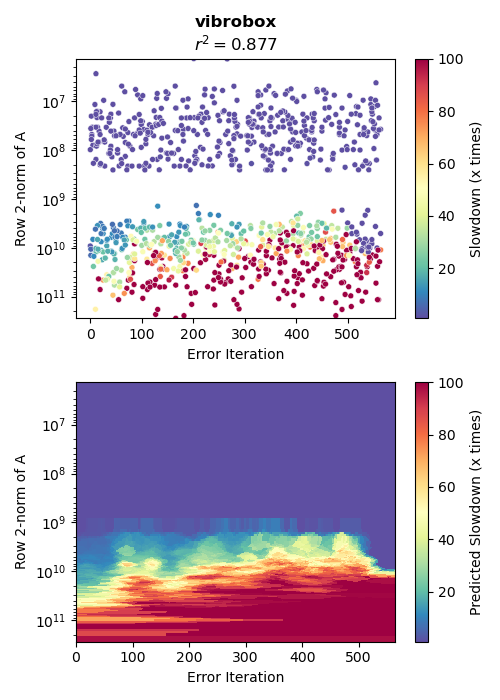 vibrobox
r² = 0.877
10⁷
10⁸
10⁹
10¹⁰
10¹¹
Row 2-norm of A
0 100 200 300 400 500
Error Iteration
100
80
60
40
20
Slowdown (x times)
10⁷
10⁸
10⁹
10¹⁰
10¹¹
Row 2-norm of A
0 100 200 300 400 500
Error Iteration
100
80
60
40
20
Predicted Slowdown (x times)